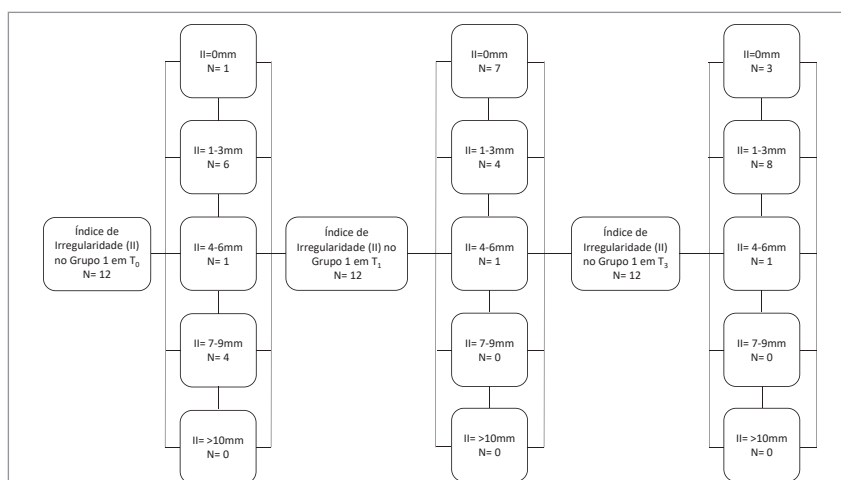 Índice de
Irregularidade (II)
no Grupo 1 em T0
N= 12
II=0mm
N= 1
II= 1-3mm
N= 6
II= 4-6mm
N= 1
II= 7-9mm
N= 4
II= >10mm
N= 0
Índice de
Irregularidade (II) no
Grupo 1 em T1
N= 12
II=0mm
N= 7
II= 1-3mm
N= 4
II= 4-6mm
N= 1
II= 7-9mm
N= 0
II= >10mm
N= 0
Índice de
Irregularidade (II)
no Grupo 1 em T3
N= 12
II=0mm
N= 3
II= 1-3mm
N= 8
II= 4-6mm
N= 1
II= 7-9mm
N= 0
II= >10mm
N= 0